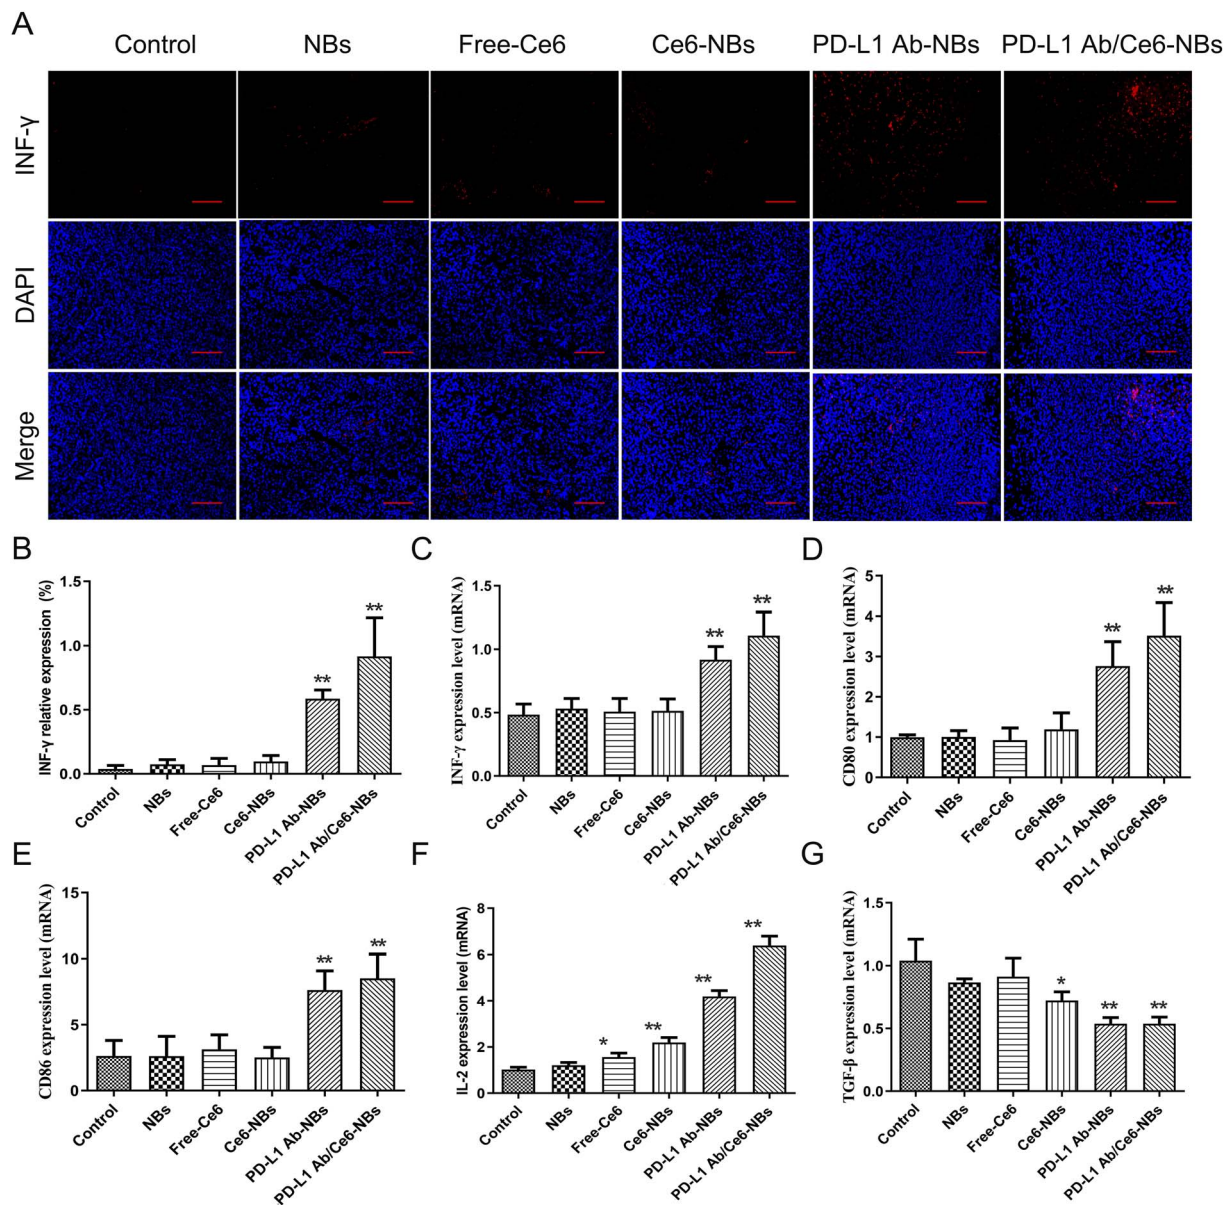 A
Control NBs Free-Ce6 Ce6-NBs PD-L1 Ab-NBs PD-L1 Ab/Ce6-NBs
INF-γ
DAPI
Merge
B
INF-γ relative expression (%)
1.5
1.0
0.5
0.0
** **
Control NBs Free-Ce6 Ce6-NBs PD-L1 Ab-NBs PD-L1 Ab/Ce6-NBs
C
INF-γ expression level (mRNA)
1.5
1.0
0.5
0.0
** **
Control NBs Free-Ce6 Ce6-NBs PD-L1 Ab-NBs PD-L1 Ab/Ce6-NBs
D
CD80 expression level (mRNA)
5
4
3
2
1
0
** **
Control NBs Free-Ce6 Ce6-NBs PD-L1 Ab-NBs PD-L1 Ab/Ce6-NBs
E
CD86 expression level (mRNA)
15
10
5
0
** **
Control NBs Free-Ce6 Ce6-NBs PD-L1 Ab-NBs PD-L1 Ab/Ce6-NBs
F
IL-2 expression level (mRNA)
8
6
4
2
0
* ** ** **
Control NBs Free-Ce6 Ce6-NBs PD-L1 Ab-NBs PD-L1 Ab/Ce6-NBs
G
TGF-β expression level (mRNA)
1.5
1.0
0.5
0.0
* ** **
Control NBs Free-Ce6 Ce6-NBs PD-L1 Ab-NBs PD-L1 Ab/Ce6-NBs